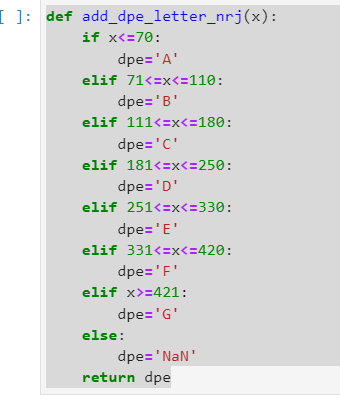 [ ]: def add_dpe_letter_nrj(x):
    if x<=70:
        dpe='A'
    elif 71<=x<=110:
        dpe='B'
    elif 111<=x<=180:
        dpe='C'
    elif 181<=x<=250:
        dpe='D'
    elif 251<=x<=330:
        dpe='E'
    elif 331<=x<=420:
        dpe='F'
    elif x>=421:
        dpe='G'
    else:
        dpe='NaN'
    return dpe